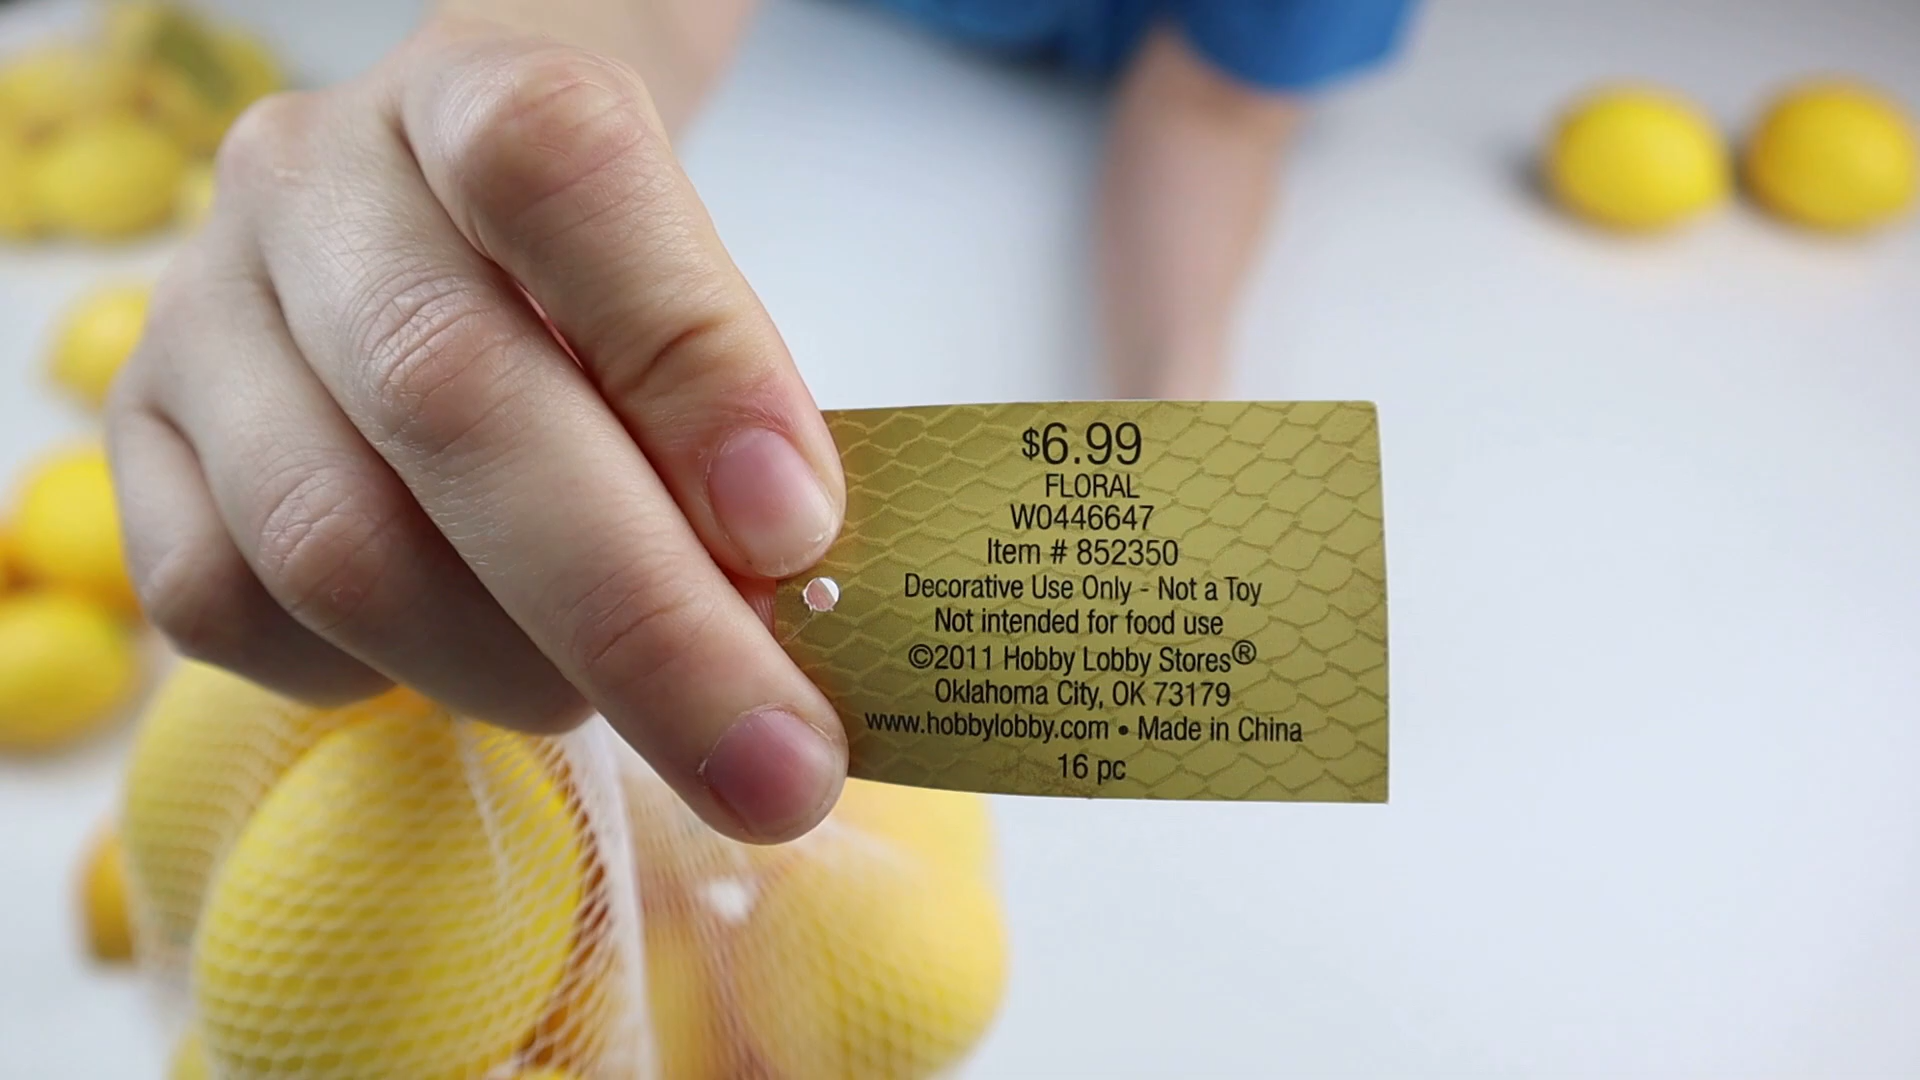 $6.99
FLORAL
W0446647
Item # 852350
Decorative Use Only - Not a Toy
Not intended for food use
©2011 Hobby Lobby Stores®
Oklahoma City, OK 73179
www.hobbylobby.com • Made in China
16 pc